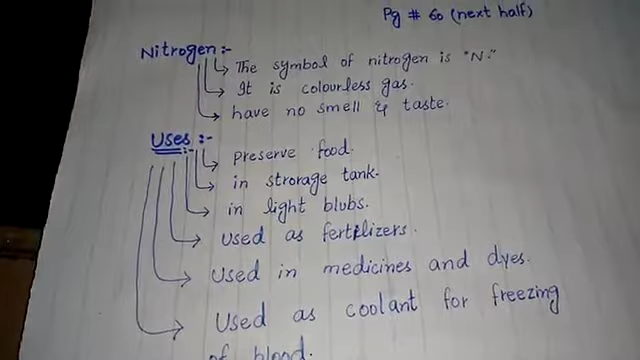 Pg # 60 (next half)
Nitrogen :-
The symbol of nitrogen is "N."
It is colourless gas.
have no smell & taste.
Uses :-
preserve food.
in strorage tank.
in light blubs.
used as fertilizers.
used in medicines and dyes.
Used as coolant for freezing
of blood.